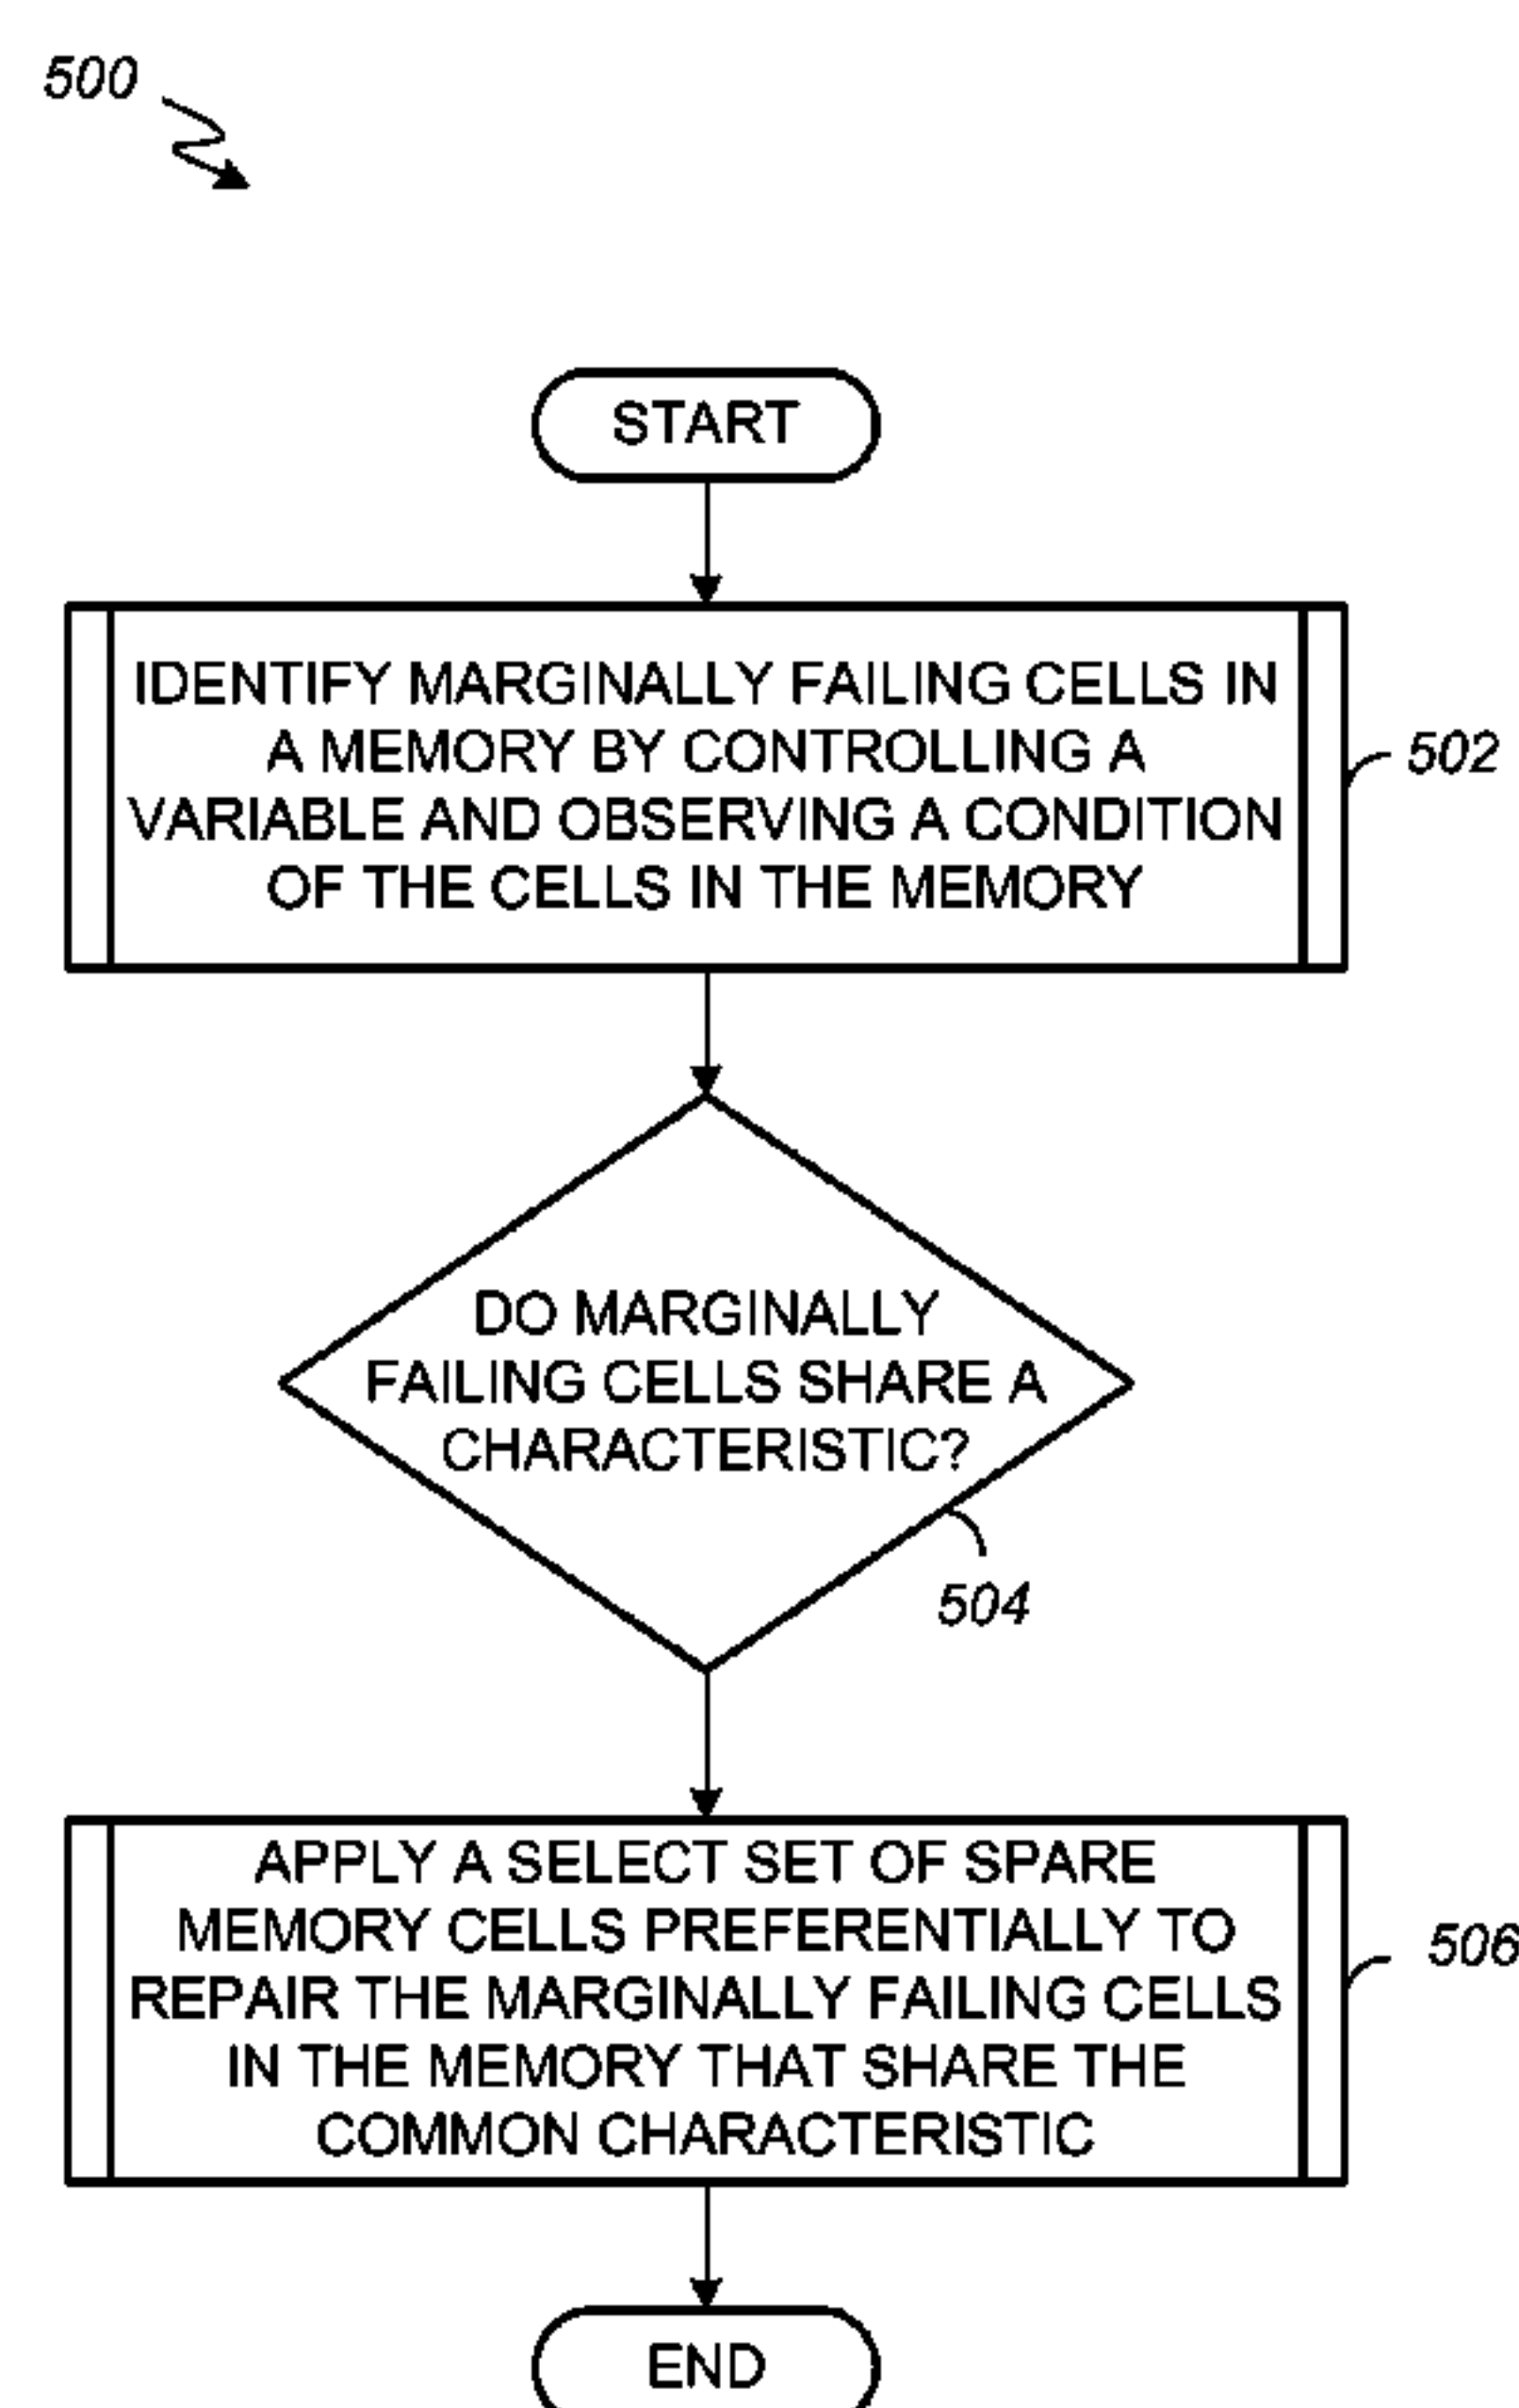 500
START
IDENTIFY MARGINALLY FAILING CELLS IN
A MEMORY BY CONTROLLING A
VARIABLE AND OBSERVING A CONDITION
OF THE CELLS IN THE MEMORY
502
DO MARGINALLY
FAILING CELLS SHARE A
CHARACTERISTIC?
504
APPLY A SELECT SET OF SPARE
MEMORY CELLS PREFERENTIALLY TO
REPAIR THE MARGINALLY FAILING CELLS
IN THE MEMORY THAT SHARE THE
COMMON CHARACTERISTIC
506
END